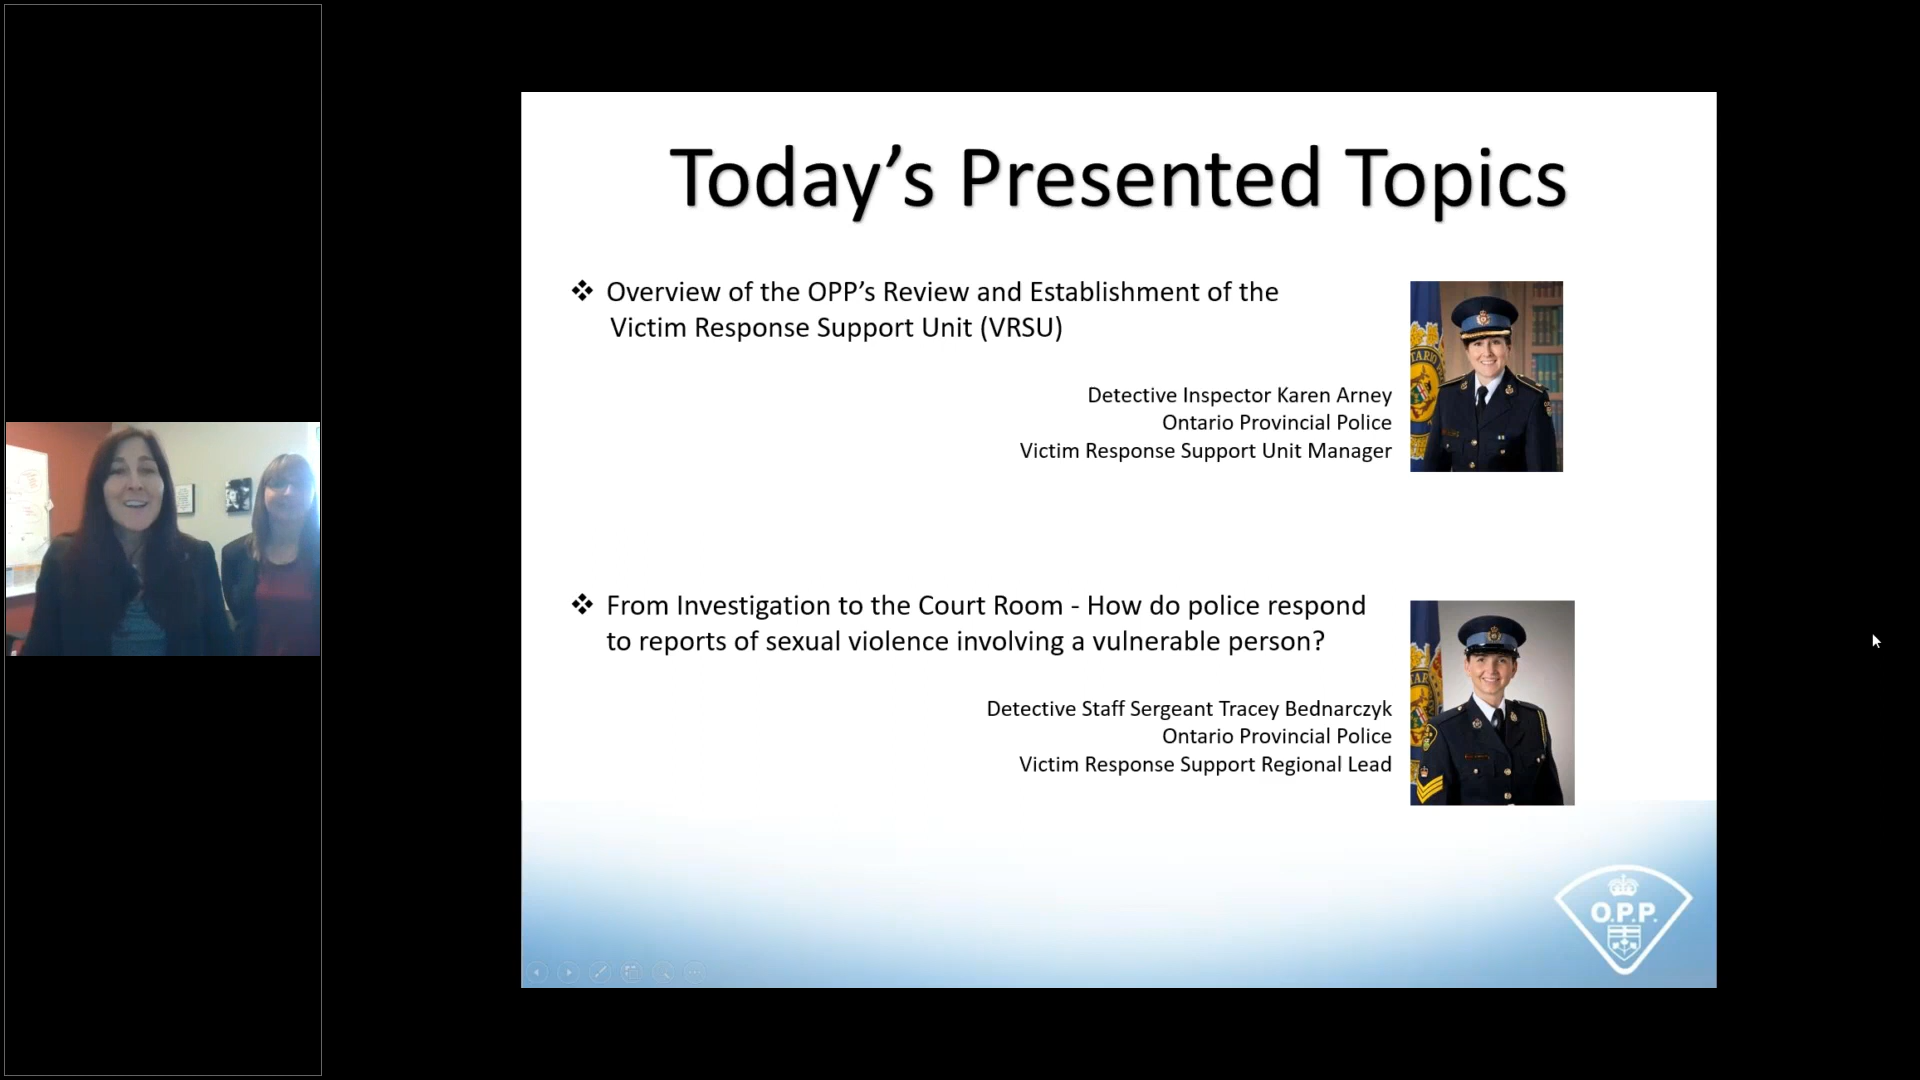 Today's Presented Topics
❖ Overview of the OPP's Review and Establishment of the
Victim Response Support Unit (VRSU)
Detective Inspector Karen Arney
Ontario Provincial Police
Victim Response Support Unit Manager
❖ From Investigation to the Court Room - How do police respond
to reports of sexual violence involving a vulnerable person?
Detective Staff Sergeant Tracey Bednarczyk
Ontario Provincial Police
Victim Response Support Regional Lead
O.P.P.